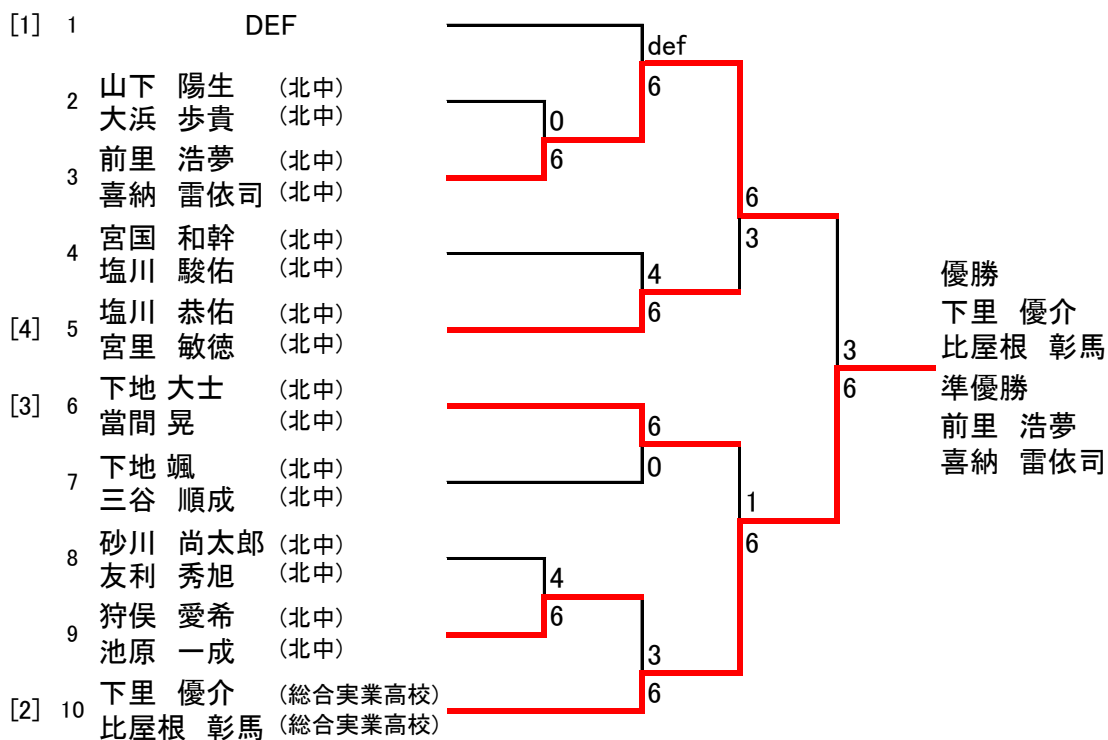 [1] 1 DEF
def
6
2 山下 陽生 (北中)
大浜 歩貴 (北中)
0
6
3 前里 浩夢 (北中)
喜納 雷依司 (北中)
6
3
4 宮国 和幹 (北中)
塩川 駿佑 (北中)
4
6
[4] 5 塩川 恭佑 (北中)
宮里 敏徳 (北中)
3
6
[3] 6 下地 大士 (北中)
當間 晃 (北中)
6
0
7 下地 颯 (北中)
三谷 順成 (北中)
1
6
8 砂川 尚太郎 (北中)
友利 秀旭 (北中)
4
6
9 狩俣 愛希 (北中)
池原 一成 (北中)
3
6
[2] 10 下里 優介 (総合実業高校)
比屋根 彰馬 (総合実業高校)
優勝
下里 優介
比屋根 彰馬
準優勝
前里 浩夢
喜納 雷依司